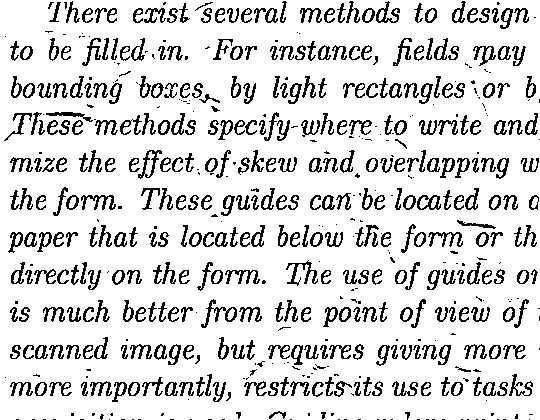 There exist several methods to design
to be filled in. For instance, fields may
bounding boxes, by light rectangles or b
These methods specify where to write and
mize the effect of skew and overlapping w
the form. These guides can be located on a
paper that is located below the form or th
directly on the form. The use of guides on
is much better from the point of view of
scanned image, but requires giving more
more importantly, restricts its use to tasks